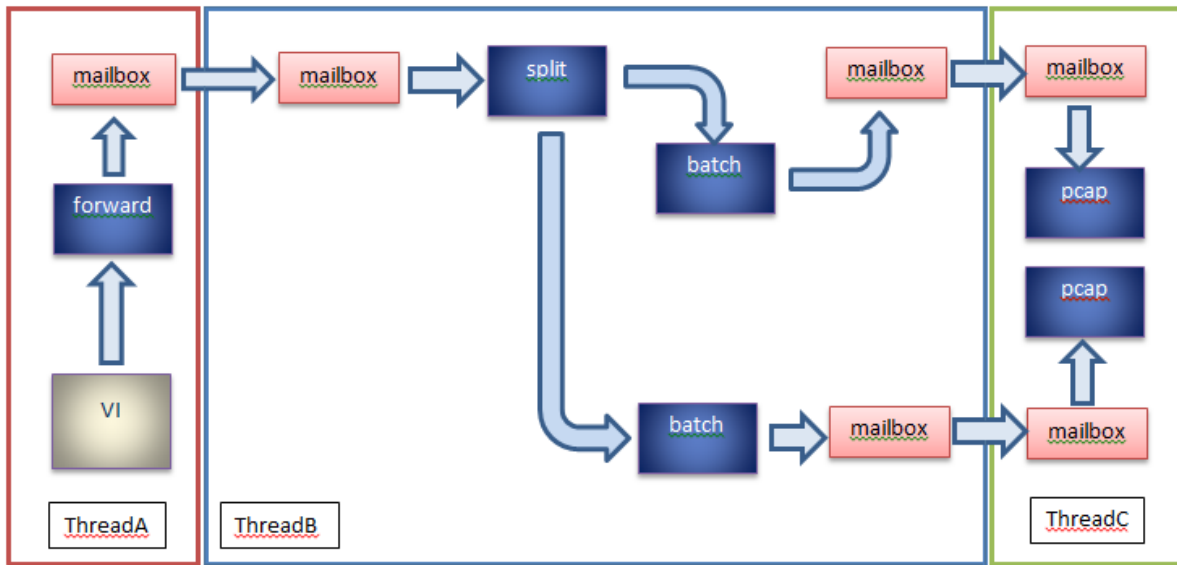 mailbox
forward
VI
ThreadA
mailbox
split
batch
mailbox
batch
mailbox
ThreadB
mailbox
pcap
pcap
mailbox
ThreadC